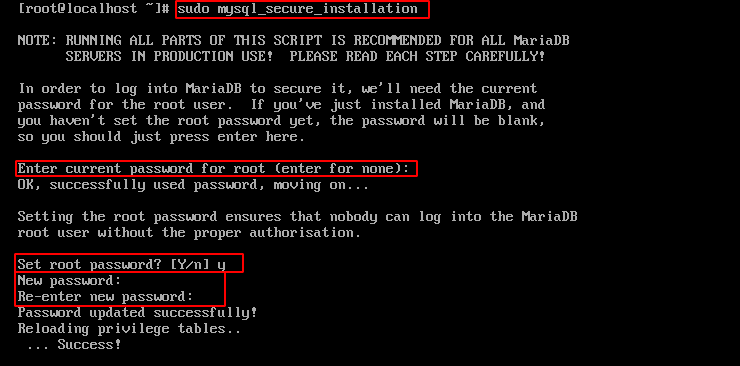 [root@localhost ~]# sudo mysql_secure_installation
NOTE: RUNNING ALL PARTS OF THIS SCRIPT IS RECOMMENDED FOR ALL MariaDB
SERVERS IN PRODUCTION USE!  PLEASE READ EACH STEP CAREFULLY!
In order to log into MariaDB to secure it, we'll need the current
password for the root user.  If you've just installed MariaDB, and
you haven't set the root password yet, the password will be blank,
so you should just press enter here.
Enter current password for root (enter for none):
OK, successfully used password, moving on...
Setting the root password ensures that nobody can log into the MariaDB
root user without the proper authorisation.
Set root password? [Y/n] y
New password:
Re-enter new password:
Password updated successfully!
Reloading privilege tables..
... Success!